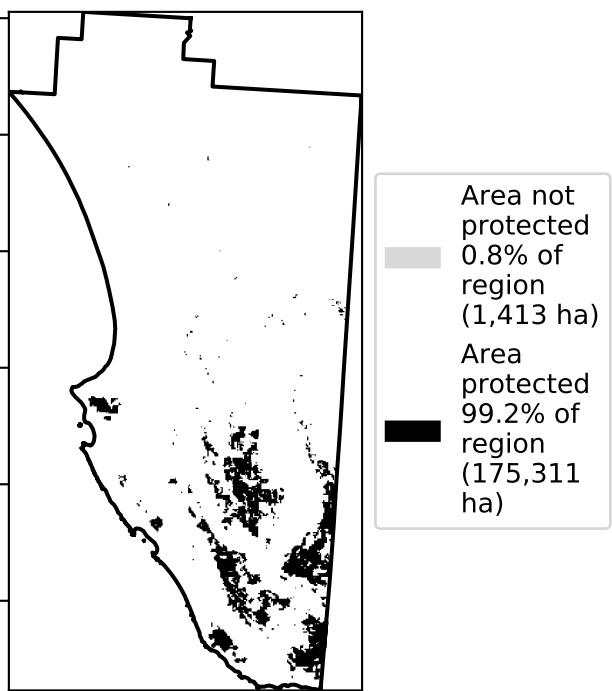 Area not
protected
0.8% of
region
(1,413 ha)
Area
protected
99.2% of
region
(175,311
ha)